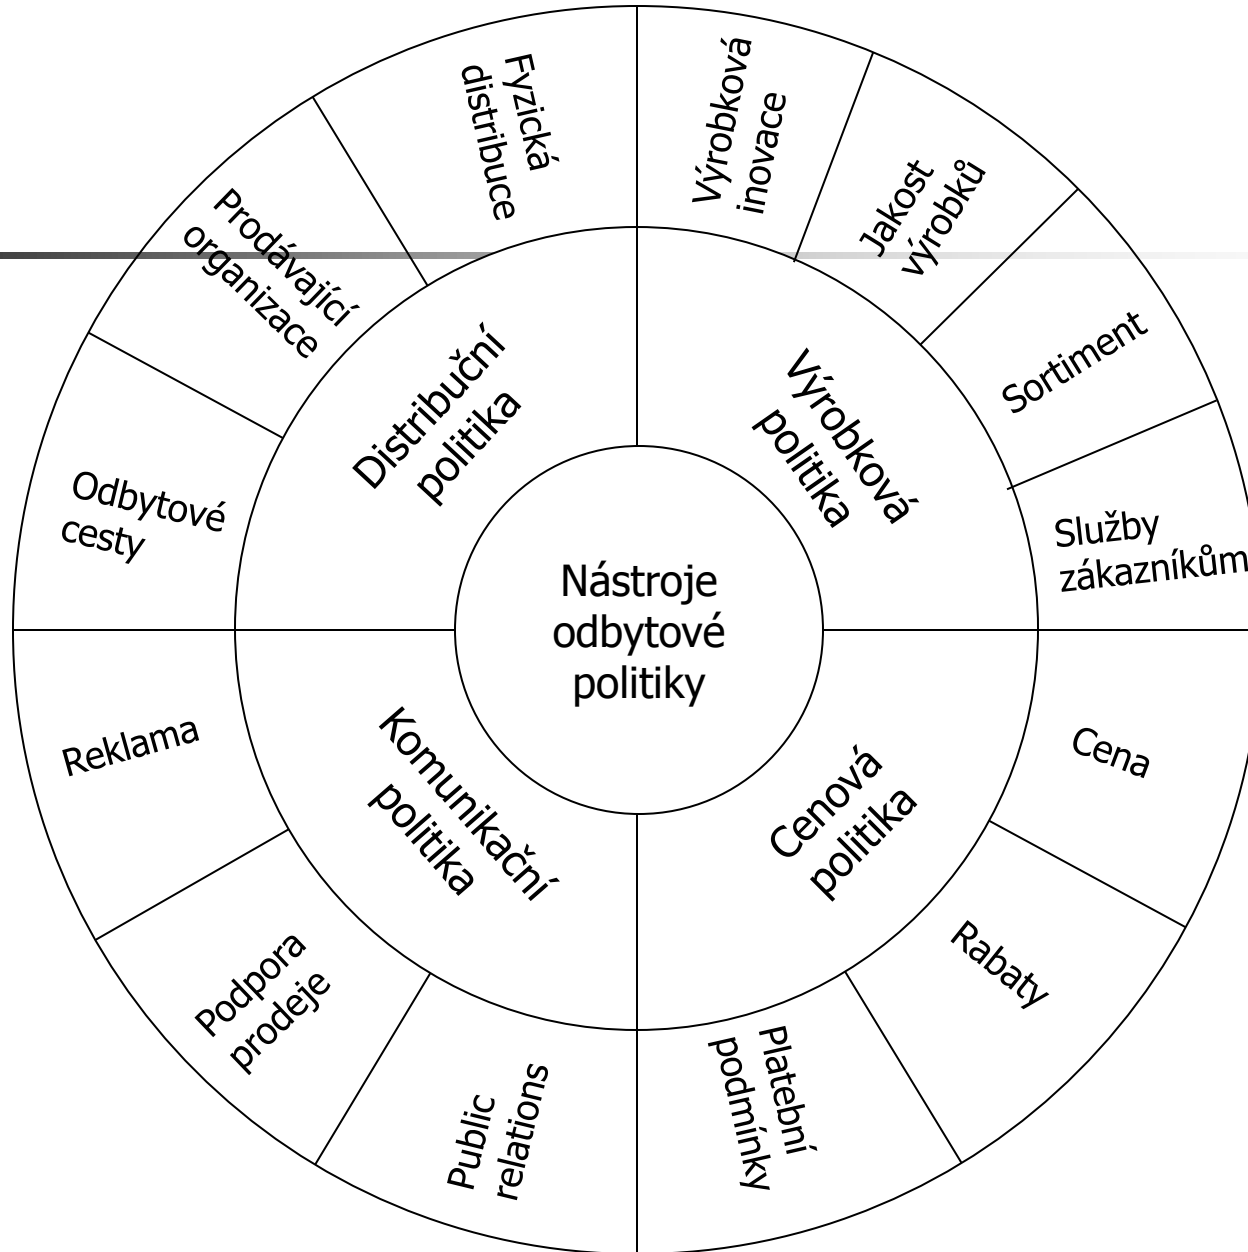 Fyzická
distribuce
Výrobková
inovace
Jakost
výrobků
Prodávající
organizace
Sortiment
Distribuční
politika
Výrobková
politika
Odbytové
cesty
Služby
zákazníkům
Nástroje
odbytové
politiky
Reklama
Komunikační
politika
Cenová
politika
Cena
Podpora
prodeje
Rabaty
Public
relations
Platební
podmínky